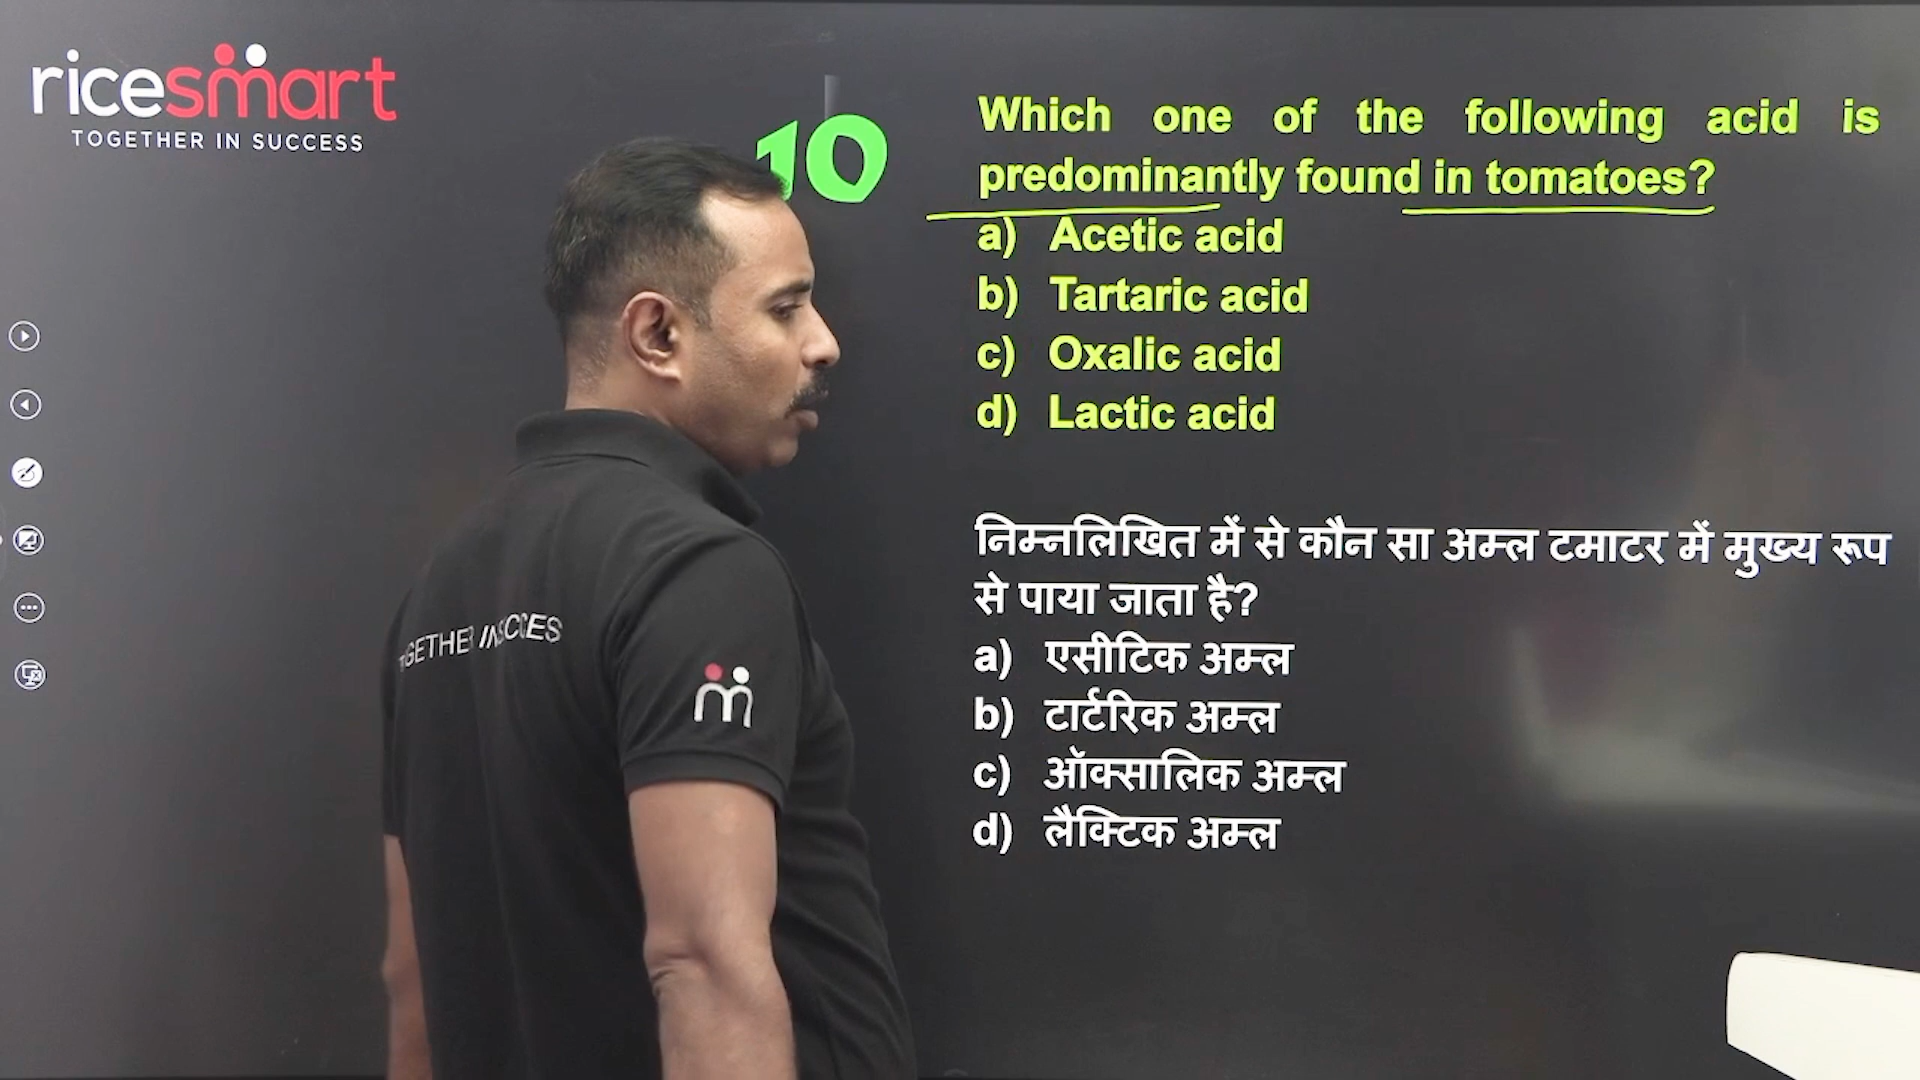 ricesmart
TOGETHER IN SUCCESS
10
Which one of the following acid is
predominantly found in tomatoes?
a) Acetic acid
b) Tartaric acid
c) Oxalic acid
d) Lactic acid
निम्नलिखित में से कौन सा अम्ल टमाटर में मुख्य रूप
से पाया जाता है?
a) एसीटिक अम्ल
b) टार्टरिक अम्ल
c) ऑक्सालिक अम्ल
d) लैक्टिक अम्ल